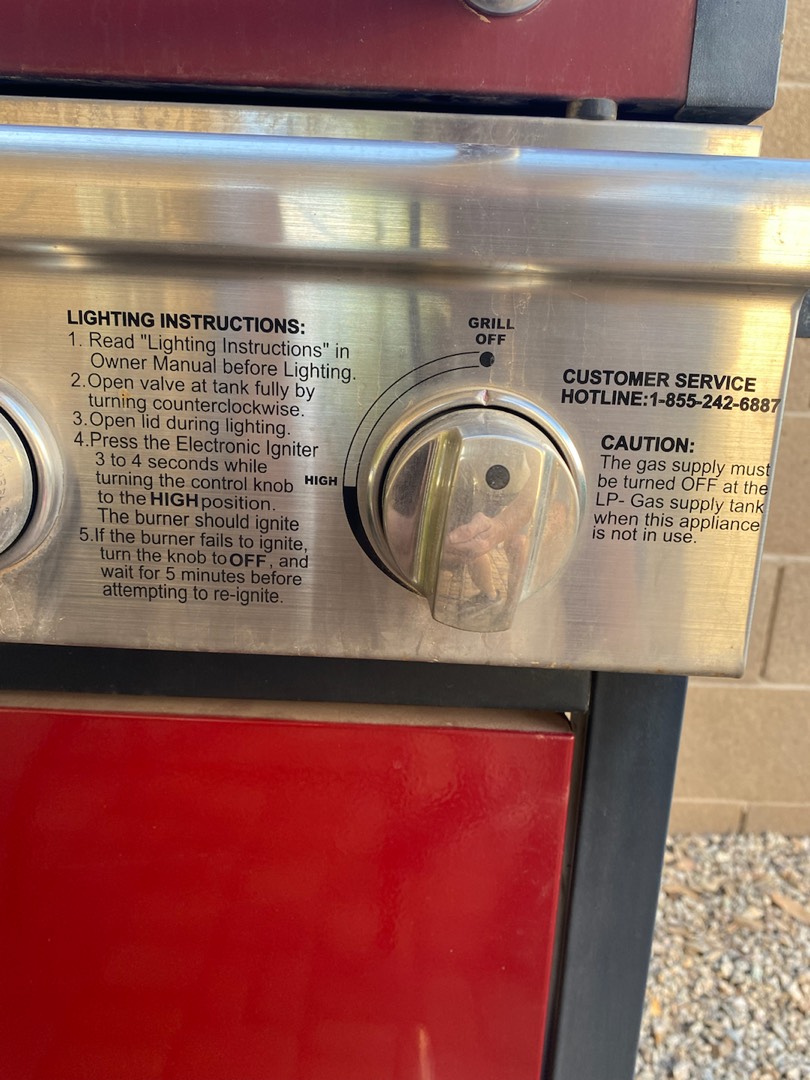 LIGHTING INSTRUCTIONS:
1. Read "Lighting Instructions" in
Owner Manual before Lighting.
2.Open valve at tank fully by
turning counterclockwise.
3.Open lid during lighting.
4.Press the Electronic Igniter
3 to 4 seconds while
turning the control knob
to the HIGH position.
The burner should ignite
5.If the burner fails to ignite,
turn the knob to OFF, and
wait for 5 minutes before
attempting to re-ignite.
GRILL
OFF
HIGH
CUSTOMER SERVICE
HOTLINE:1-855-242-6887
CAUTION:
The gas supply must
be turned OFF at the
LP- Gas supply tank
when this appliance
is not in use.